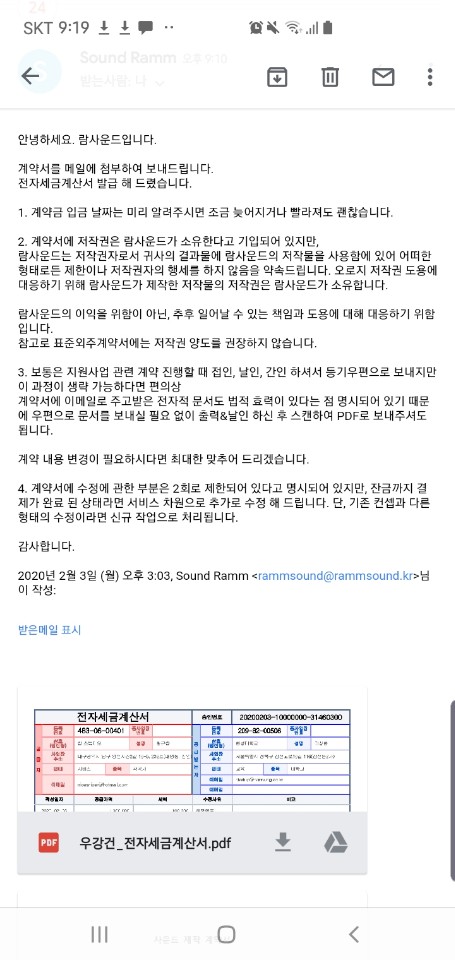 24
SKT 9:19
Sound Ramm 오후 9:10
받는사람: 나
안녕하세요. 람사운드입니다.
계약서를 메일에 첨부하여 보내드립니다.
전자세금계산서 발급 해 드렸습니다.
1. 계약금 입금 날짜는 미리 알려주시면 조금 늦어지거나 빨라져도 괜찮습니다.
2. 계약서에 저작권은 람사운드가 소유한다고 기입되어 있지만,
람사운드는 저작권자로서 귀사의 결과물에 람사운드의 저작물을 사용함에 있어 어떠한
형태로든 제한이나 저작권자의 행세를 하지 않음을 약속드립니다. 오로지 저작권 도용에
대응하기 위해 람사운드가 제작한 저작물의 저작권은 람사운드가 소유합니다.
람사운드의 이익을 위함이 아닌, 추후 일어날 수 있는 책임과 도용에 대해 대응하기 위함
입니다.
참고로 표준외주계약서에는 저작권 양도를 권장하지 않습니다.
3. 보통은 지원사업 관련 계약 진행할 때 접인, 날인, 간인 하셔서 등기우편으로 보내지만
이 과정이 생략 가능하다면 편의상
계약서에 이메일로 주고받은 전자적 문서도 법적 효력이 있다는 점 명시되어 있기 때문
에 우편으로 문서를 보내실 필요 없이 출력&날인 하신 후 스캔하여 PDF로 보내주셔도
됩니다.
계약 내용 변경이 필요하시다면 최대한 맞추어 드리겠습니다.
4. 계약서에 수정에 관한 부분은 2회로 제한되어 있다고 명시되어 있지만, 잔금까지 결
제가 완료 된 상태라면 서비스 차원으로 추가로 수정 해 드립니다. 단, 기존 컨셉과 다른
형태의 수정이라면 신규 작업으로 처리됩니다.
감사합니다.
2020년 2월 3일 (월) 오후 3:03, Sound Ramm <rammsound@rammsound.kr>님
이 작성:
받은메일 표시
전자세금계산서 승인번호 20200203-10000000-31460300
등록번호 483-06-00401 등록번호 209-82-00506
PDF 우강건_전자세금계산서.pdf